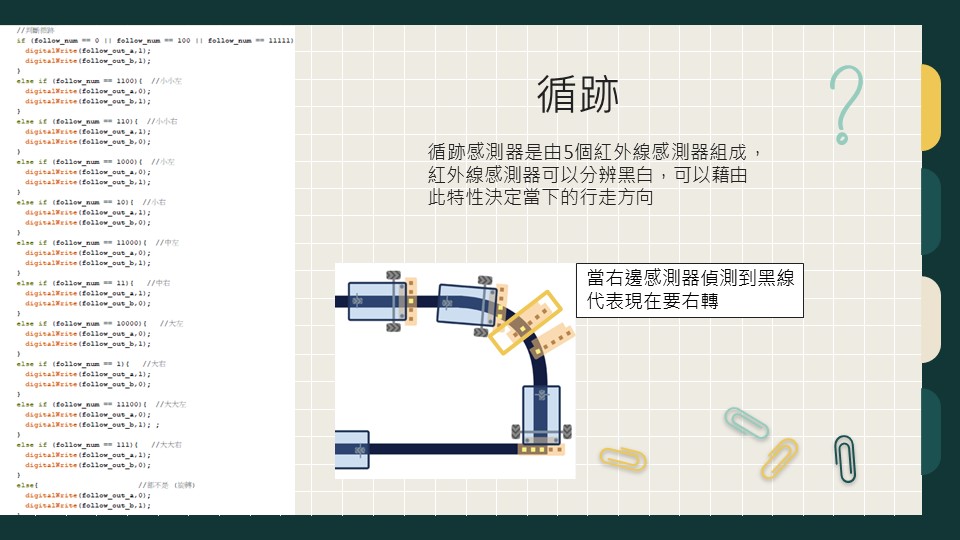 //判斷循跡
if (follow_num == 0 || follow_num == 100 || follow_num == 11111)
digitalWrite(follow_out_a,1);
digitalWrite(follow_out_b,1);
}
else if (follow_num == 1100){  //小小左
digitalWrite(follow_out_a,0);
digitalWrite(follow_out_b,1);
}
else if (follow_num == 110){  //小小右
digitalWrite(follow_out_a,1);
digitalWrite(follow_out_b,0);
}
else if (follow_num == 1000){  //小左
digitalWrite(follow_out_a,0);
digitalWrite(follow_out_b,1);
}
else if (follow_num == 10){  //小右
digitalWrite(follow_out_a,1);
digitalWrite(follow_out_b,0);
}
else if (follow_num == 11000){  //中左
digitalWrite(follow_out_a,0);
digitalWrite(follow_out_b,1);
}
else if (follow_num == 11){  //中右
digitalWrite(follow_out_a,1);
digitalWrite(follow_out_b,0);
}
else if (follow_num == 10000){  //大左
digitalWrite(follow_out_a,0);
digitalWrite(follow_out_b,1);
}
else if (follow_num == 1){  //大右
digitalWrite(follow_out_a,1);
digitalWrite(follow_out_b,0);
}
else if (follow_num == 11100){  //大大左
digitalWrite(follow_out_a,0);
digitalWrite(follow_out_b,1); ;
}
else if (follow_num == 111){  //大大右
digitalWrite(follow_out_a,1);
digitalWrite(follow_out_b,0);
}
else{  //都不是 (旋轉)
digitalWrite(follow_out_a,0);
digitalWrite(follow_out_b,1);
循跡
循跡感測器是由5個紅外線感測器組成，
紅外線感測器可以分辨黑白，可以藉由
此特性決定當下的行走方向
當右邊感測器偵測到黑線
代表現在要右轉